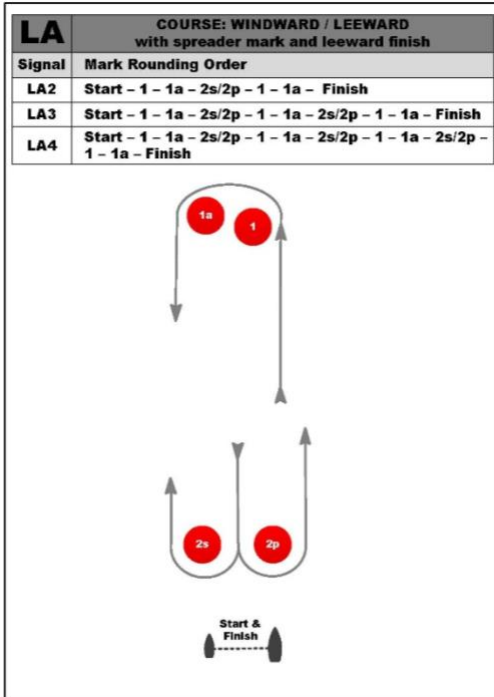 LA
COURSE: WINDWARD / LEEWARD
with spreader mark and leeward finish
Signal Mark Rounding Order
LA2 Start – 1 – 1a – 2s/2p – 1 – 1a – Finish
LA3 Start – 1 – 1a – 2s/2p – 1 – 1a – 2s/2p – 1 – 1a – Finish
LA4 Start – 1 – 1a – 2s/2p – 1 – 1a – 2s/2p – 1 – 1a – 2s/2p –
1 – 1a – Finish
1a
1
2s
2p
Start &
Finish